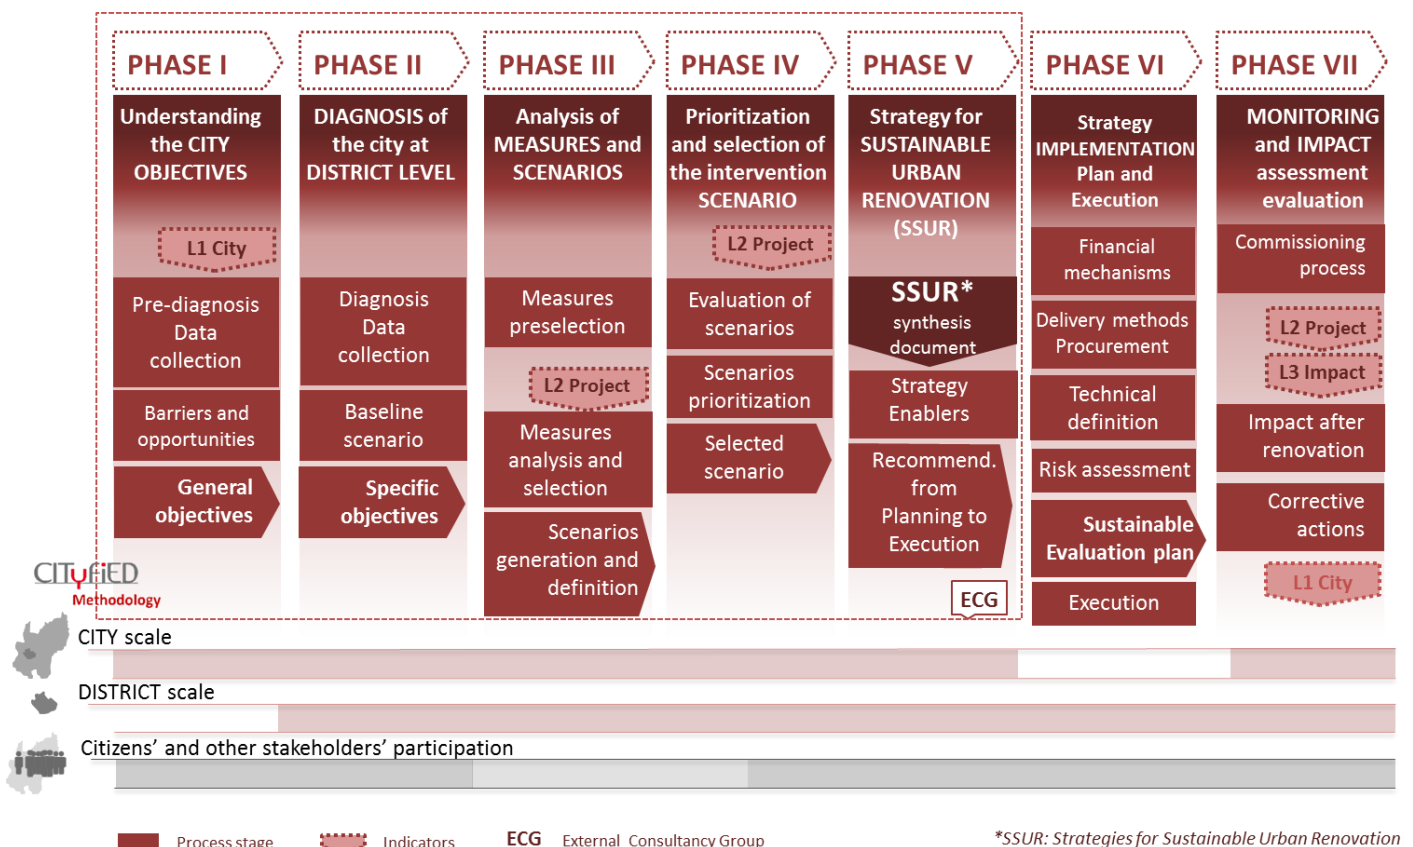 PHASE I
Understanding
the CITY
OBJECTIVES
L1 City
Pre-diagnosis
Data
collection
Barriers and
opportunities
General
objectives
PHASE II
DIAGNOSIS of
the city at
DISTRICT LEVEL
Diagnosis
Data
collection
Baseline
scenario
Specific
objectives
PHASE III
Analysis of
MEASURES and
SCENARIOS
Measures
preselection
L2 Project
Measures
analysis and
selection
Scenarios
generation and
definition
PHASE IV
Prioritization
and selection of
the intervention
SCENARIO
L2 Project
Evaluation of
scenarios
Scenarios
prioritization
Selected
scenario
PHASE V
Strategy for
SUSTAINABLE
URBAN
RENOVATION
(SSUR)
SSUR*
synthesis
document
Strategy
Enablers
Recommend.
from
Planning to
Execution
ECG
PHASE VI
Strategy
IMPLEMENTATION
Plan and
Execution
Financial
mechanisms
Delivery methods
Procurement
Technical
definition
Risk assessment
Sustainable
Evaluation plan
Execution
PHASE VII
MONITORING
and IMPACT
assessment
evaluation
Commissioning
process
L2 Project
L3 Impact
Impact after
renovation
Corrective
actions
L1 City
CITyFiED
Methodology
CITY scale
DISTRICT scale
Citizens' and other stakeholders' participation
Process stage
Indicators
ECG External Consultancy Group
*SSUR: Strategies for Sustainable Urban Renovation